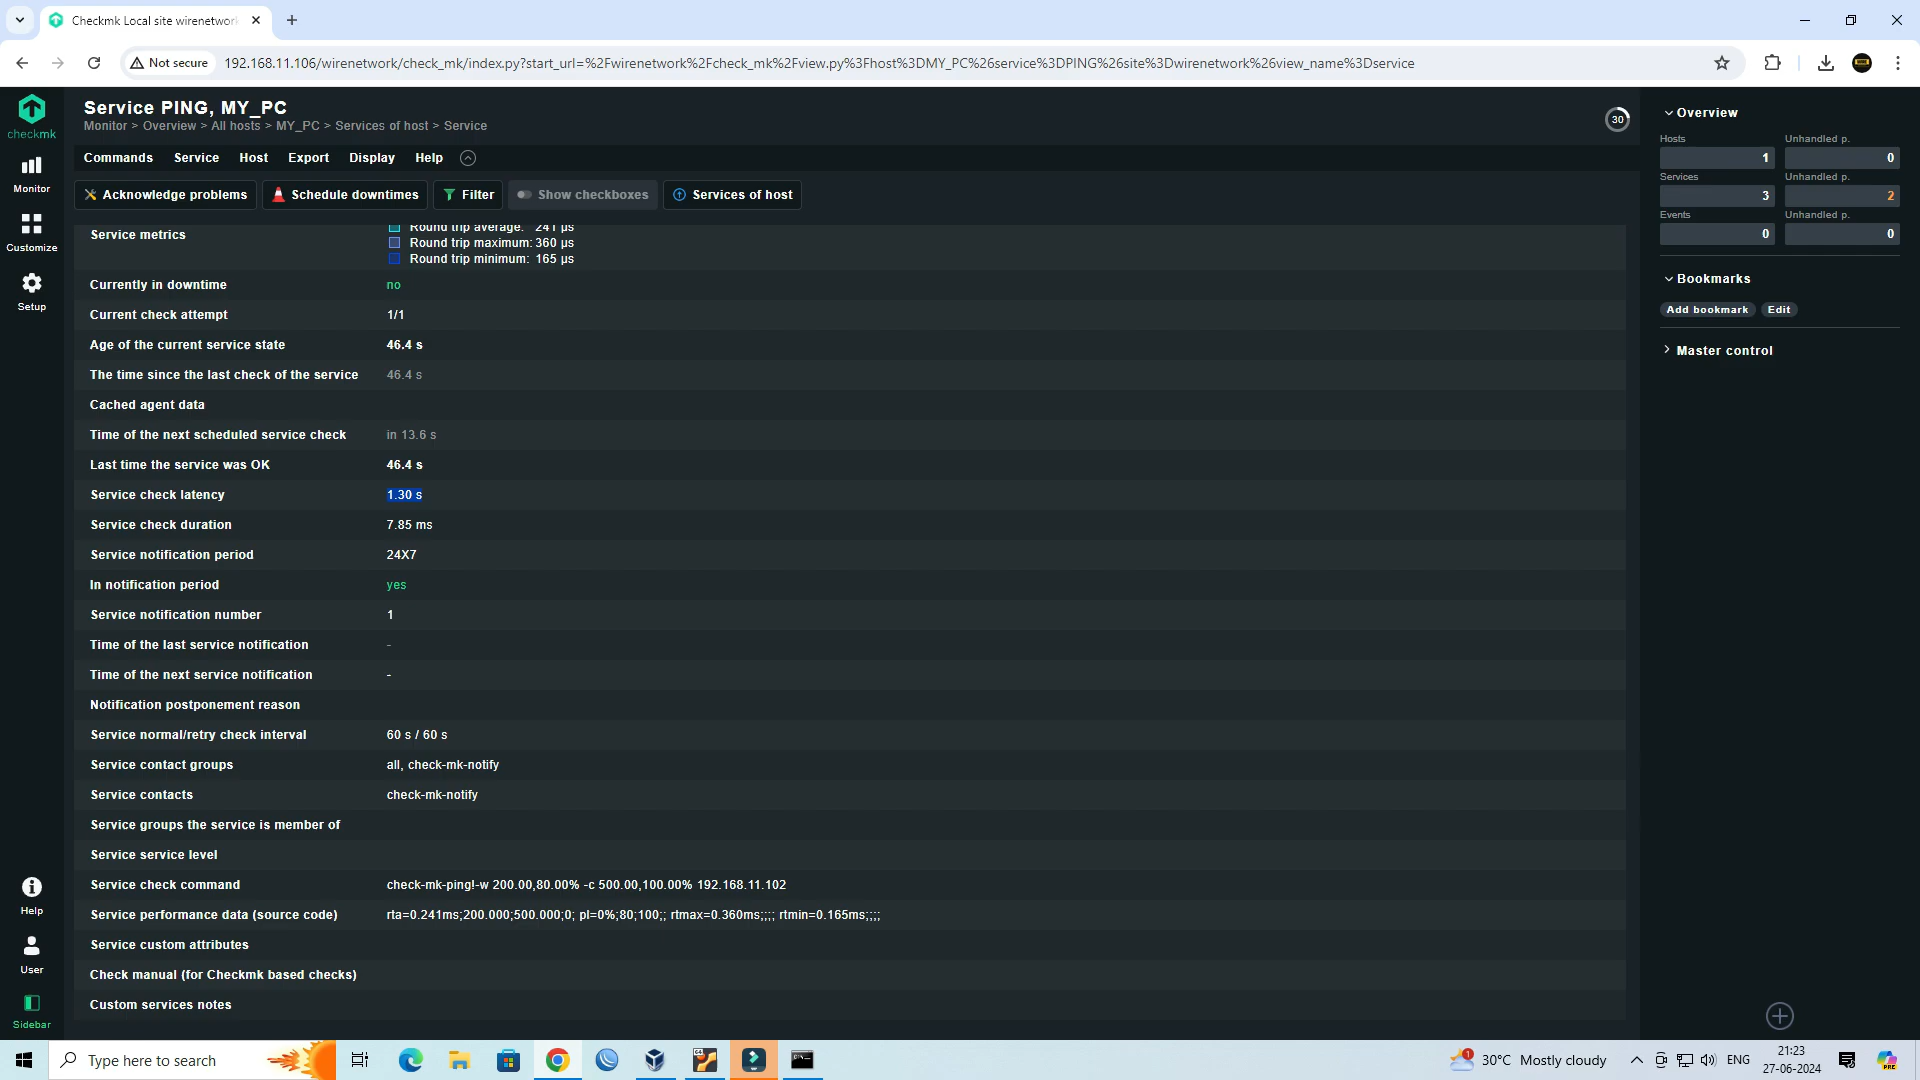 Checkmk Local site wirenetwork
Not secure
192.168.11.106/wirenetwork/check_mk/index.py?start_url=%2Fwirenetwork%2Fcheck_mk%2Fview.py%3Fhost%3DMY_PC%26service%3DPING%26site%3Dwirenetwork%26view_name%3Dservice
checkmk
Monitor
Customize
Setup
Help
User
Sidebar
Service PING, MY_PC
Monitor > Overview > All hosts > MY_PC > Services of host > Service
30
Commands Service Host Export Display Help
Acknowledge problems Schedule downtimes Filter Show checkboxes Services of host
Service metrics
Round trip average: 241 µs
Round trip maximum: 360 µs
Round trip minimum: 165 µs
Currently in downtime no
Current check attempt 1/1
Age of the current service state 46.4 s
The time since the last check of the service 46.4 s
Cached agent data
Time of the next scheduled service check in 13.6 s
Last time the service was OK 46.4 s
Service check latency 1.30 s
Service check duration 7.85 ms
Service notification period 24X7
In notification period yes
Service notification number 1
Time of the last service notification -
Time of the next service notification -
Notification postponement reason
Service normal/retry check interval 60 s / 60 s
Service contact groups all, check-mk-notify
Service contacts check-mk-notify
Service groups the service is member of
Service service level
Service check command check-mk-ping!-w 200.00,80.00% -c 500.00,100.00% 192.168.11.102
Service performance data (source code) rta=0.241ms;200.000;500.000;0; pl=0%;80;100;; rtmax=0.360ms;;;; rtmin=0.165ms;;;;
Service custom attributes
Check manual (for Checkmk based checks)
Custom services notes
Overview
Hosts Unhandled p.
1 0
Services Unhandled p.
3 2
Events Unhandled p.
0 0
Bookmarks
Add bookmark Edit
Master control
Type here to search
1
30°C Mostly cloudy
ENG
21:23
27-06-2024
PRE